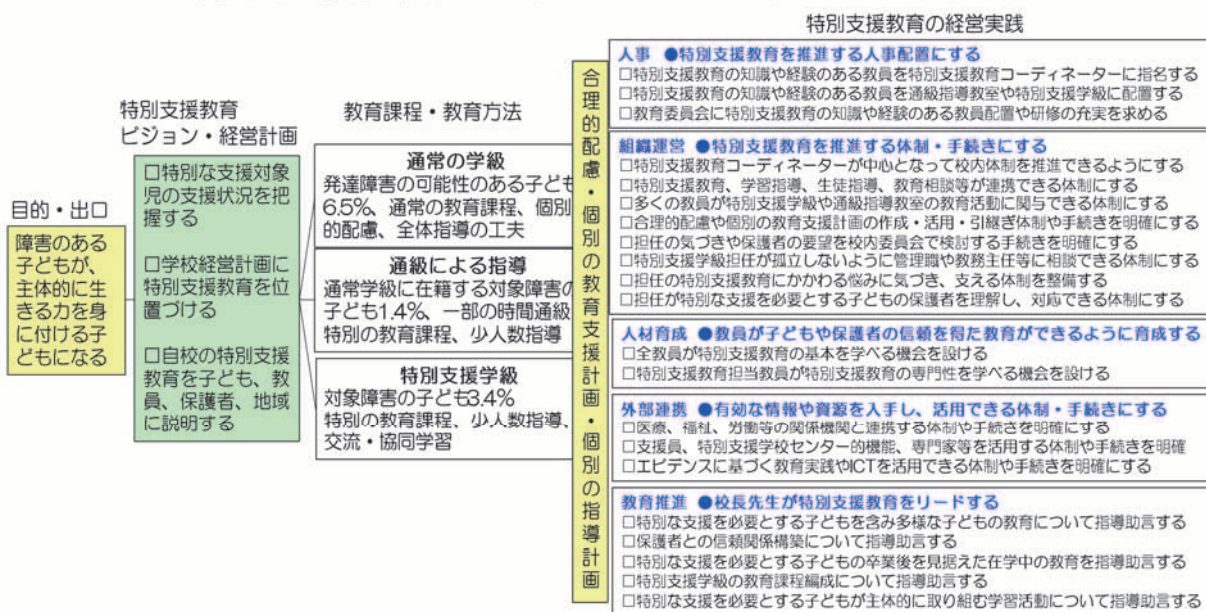 目的・出口
障害のある
子どもが、
主体的に生
きる力を身
に付ける子
どもになる
特別支援教育
ビジョン・経営計画
□特別な支援対象
児の支援状況を把
握する
□学校経営計画に
特別支援教育を位
置づける
□自校の特別支援
教育を子ども、教
員、保護者、地域
に説明する
教育課程・教育方法
通常の学級
発達障害の可能性のある子ども
6.5%、通常の教育課程、個別
的配慮、全体指導の工夫
通級による指導
通常学級に在籍する対象障害の
子ども1.4%、一部の時間通級
特別の教育課程、少人数指導
特別支援学級
対象障害の子ども3.4%
特別の教育課程、少人数指導、
交流・協同学習
合理的配慮・個別の教育支援計画・個別の指導計画
特別支援教育の経営実践
人事 ●特別支援教育を推進する人事配置にする
□特別支援教育の知識や経験のある教員を特別支援教育コーディネーターに指名する
□特別支援教育の知識や経験のある教員を通級指導教室や特別支援学級に配置する
□教育委員会に特別支援教育の知識や経験のある教員配置や研修の充実を求める
組織運営 ●特別支援教育を推進する体制・手続きにする
□特別支援教育コーディネーターが中心となって校内体制を推進できるようにする
□特別支援教育、学習指導、生徒指導、教育相談等が連携できる体制にする
□多くの教員が特別支援学級や通級指導教室の教育活動に関与できる体制にする
□合理的配慮や個別の教育支援計画の作成・活用・引継ぎ体制や手続きを明確にする
□担任の気づきや保護者の要望を校内委員会で検討する手続きを明確にする
□特別支援学級担任が孤立しないように管理職や教務主任等に相談できる体制にする
□担任の特別支援教育にかかわる悩みに気づき、支える体制を整備する
□担任が特別な支援を必要とする子どもの保護者を理解し、対応できる体制にする
人材育成 ●教員が子どもや保護者の信頼を得た教育ができるように育成する
□全教員が特別支援教育の基本を学べる機会を設ける
□特別支援教育担当教員が特別支援教育の専門性を学べる機会を設ける
外部連携 ●有効な情報や資源を入手し、活用できる体制・手続きにする
□医療、福祉、労働等の関係機関と連携する体制や手続きを明確にする
□支援員、特別支援学校センター的機能、専門家等を活用する体制や手続きを明確
□エビデンスに基づく教育実践やICTを活用できる体制や手続きを明確にする
教育推進 ●校長先生が特別支援教育をリードする
□特別な支援を必要とする子どもを含み多様な子どもの教育について指導助言する
□保護者との信頼関係構築について指導助言する
□特別な支援を必要とする子どもの卒業後を見据えた在学中の教育を指導助言する
□特別支援学級の教育課程編成について指導助言する
□特別な支援を必要とする子どもが主体的に取り組む学習活動について指導助言する